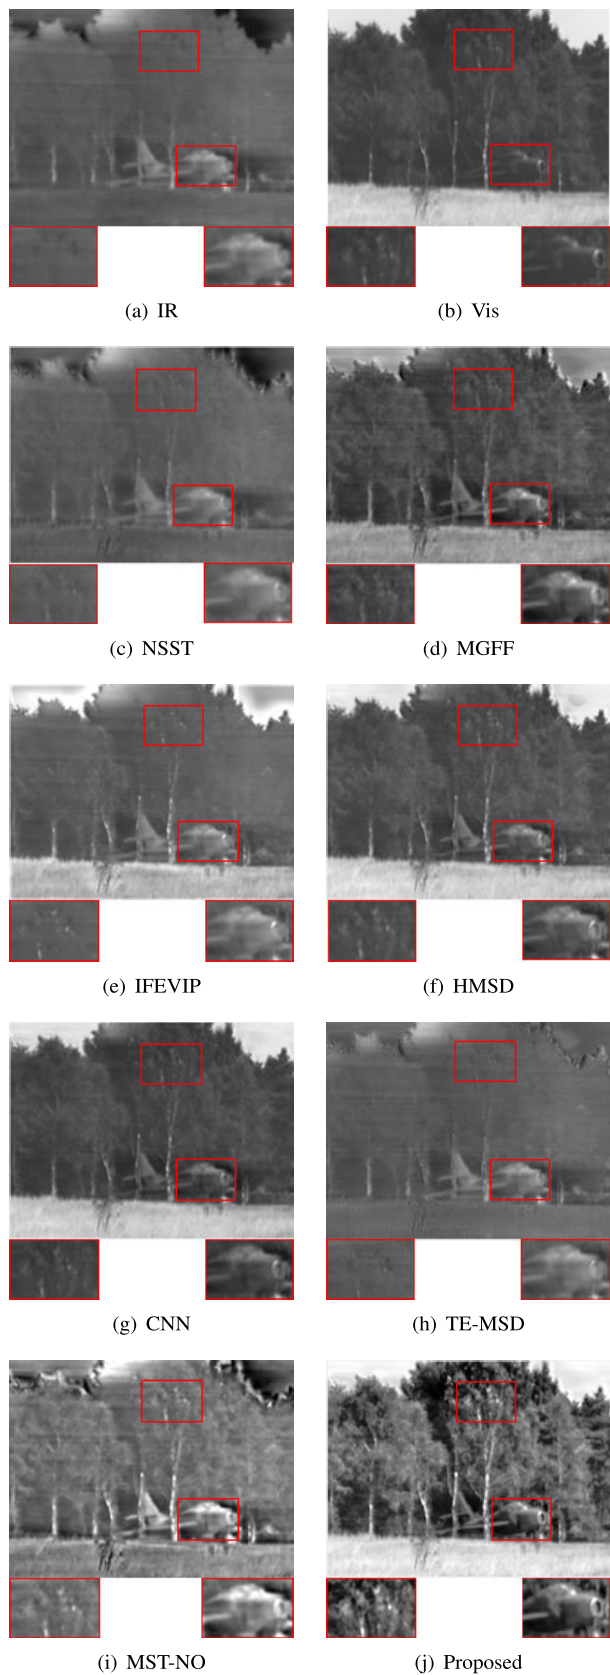 (a) IR
(b) Vis
(c) NSST
(d) MGFF
(e) IFEVIP
(f) HMSD
(g) CNN
(h) TE-MSD
(i) MST-NO
(j) Proposed